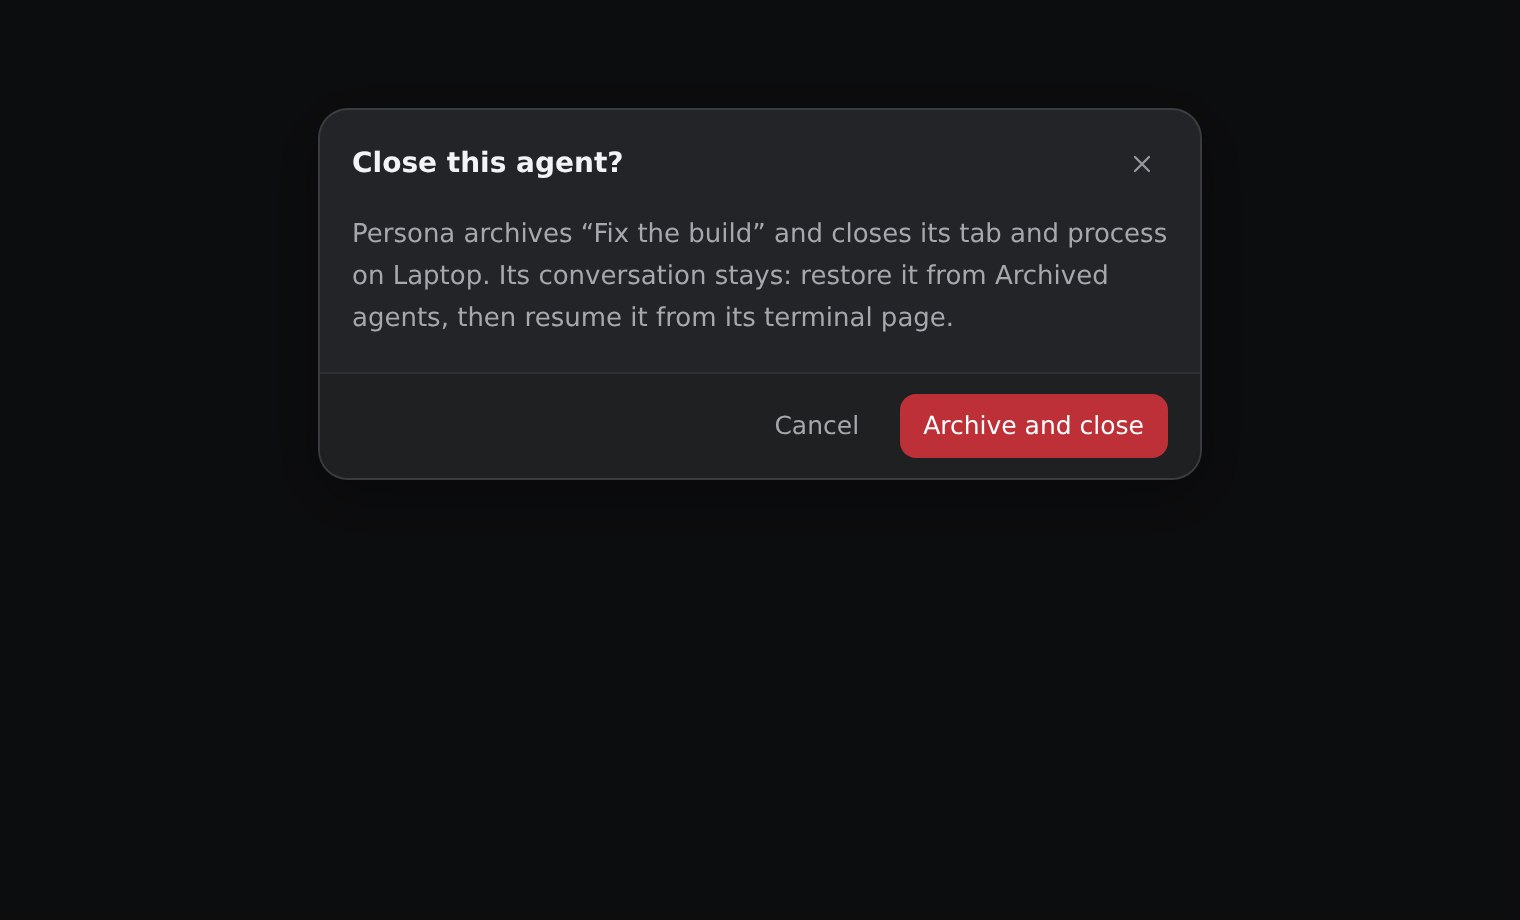 Close this agent?
Persona archives “Fix the build” and closes its tab and process
on Laptop. Its conversation stays: restore it from Archived
agents, then resume it from its terminal page.
Cancel
Archive and close